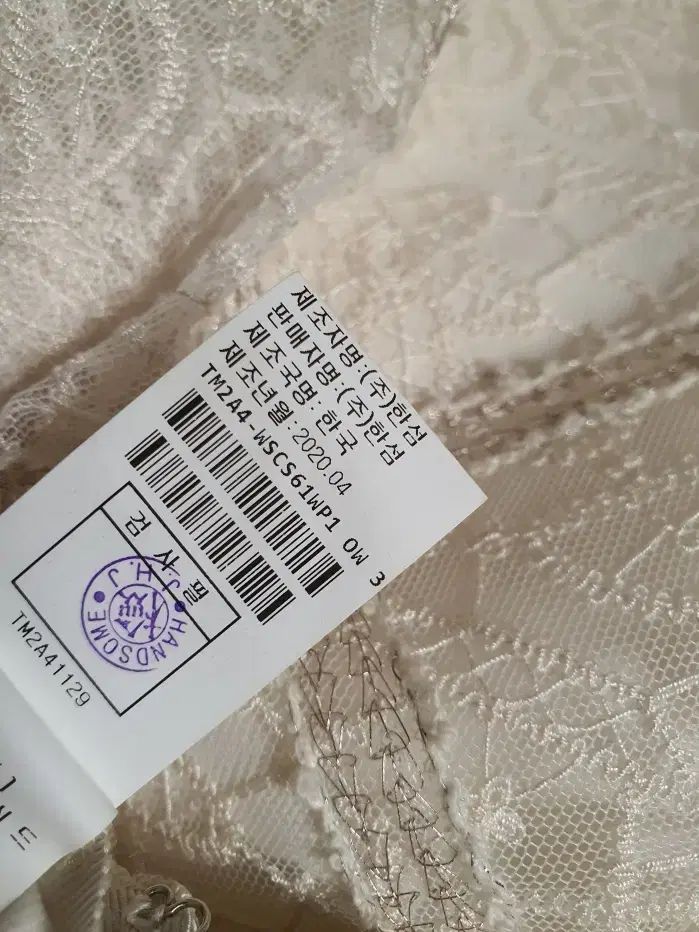 제조자명:(주)한섬
판매자명:(주)한섬
제조국명:한국
제조년월:2020.04
TM2A4-WSCS61WP1 OW 3
검 사 필
HANDSOME
J.H.J
TM2A41129